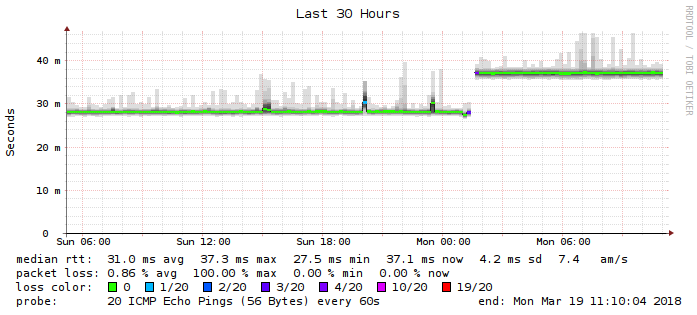 Last 30 Hours
RRDTOOL / TOBI OETIKER
Seconds
40 m
30 m
20 m
10 m
0
Sun 06:00 Sun 12:00 Sun 18:00 Mon 00:00 Mon 06:00
median rtt: 31.0 ms avg 37.3 ms max 27.5 ms min 37.1 ms now 4.2 ms sd 7.4 am/s
packet loss: 0.86 % avg 100.00 % max 0.00 % min 0.00 % now
loss color: 0 1/20 2/20 3/20 4/20 10/20 19/20
probe: 20 ICMP Echo Pings (56 Bytes) every 60s end: Mon Mar 19 11:10:04 2018